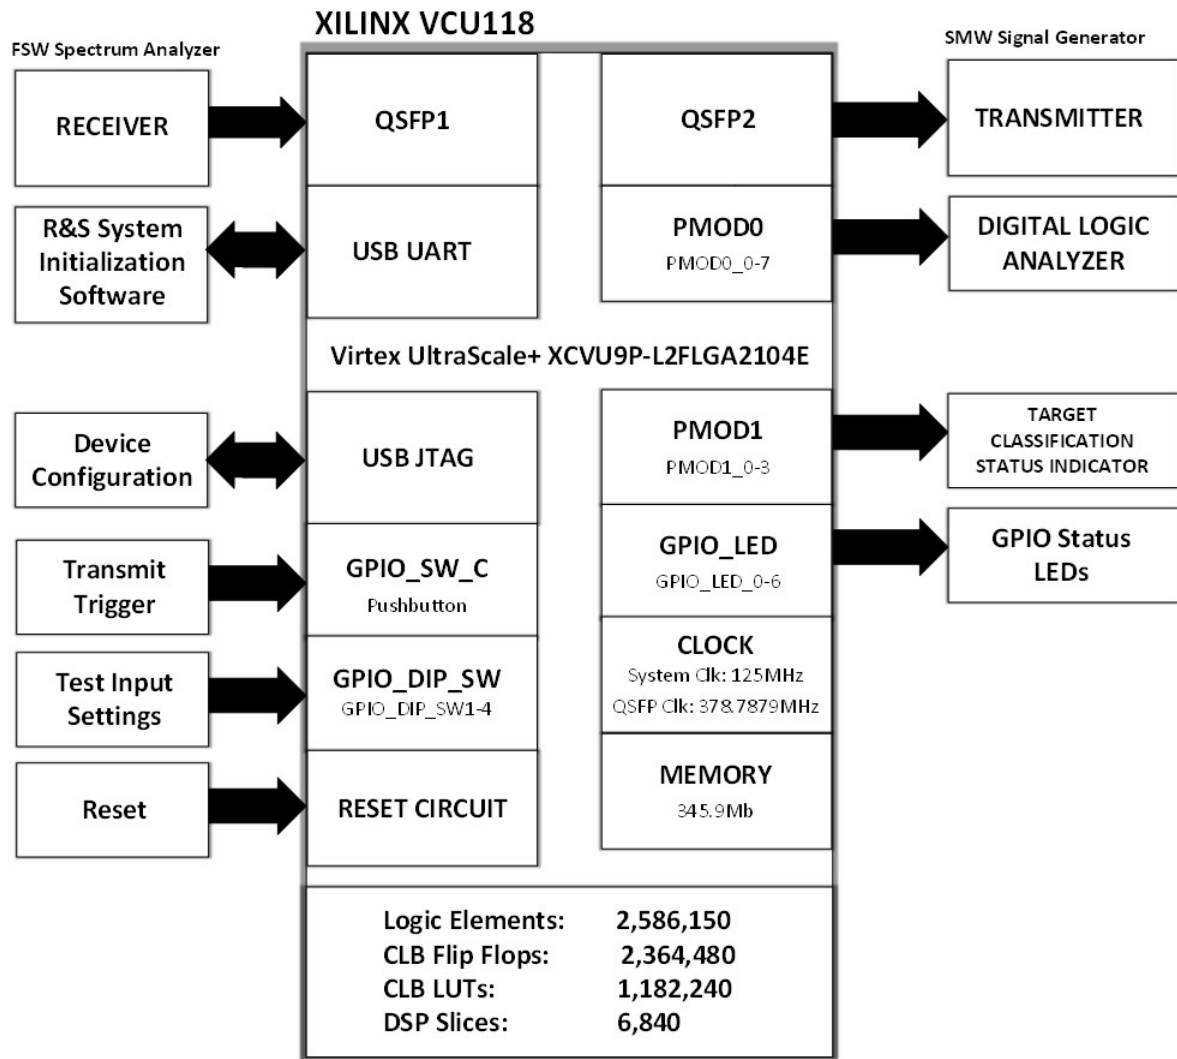 XILINX VCU118
FSW Spectrum Analyzer
SMW Signal Generator
RECEIVER
QSFP1
QSFP2
TRANSMITTER
R&S System
Initialization
Software
USB UART
PMOD0
PMOD0_0-7
DIGITAL LOGIC
ANALYZER
Virtex UltraScale+ XCVU9P-L2FLGA2104E
Device
Configuration
USB JTAG
PMOD1
PMOD1_0-3
TARGET
CLASSIFICATION
STATUS INDICATOR
Transmit
Trigger
GPIO_SW_C
Pushbutton
GPIO_LED
GPIO_LED_0-6
GPIO Status
LEDs
Test Input
Settings
GPIO_DIP_SW
GPIO_DIP_SW1-4
CLOCK
System Clk: 125MHz
QSFP Clk: 378.7879MHz
Reset
RESET CIRCUIT
MEMORY
345.9Mb
Logic Elements: 2,586,150
CLB Flip Flops: 2,364,480
CLB LUTs: 1,182,240
DSP Slices: 6,840